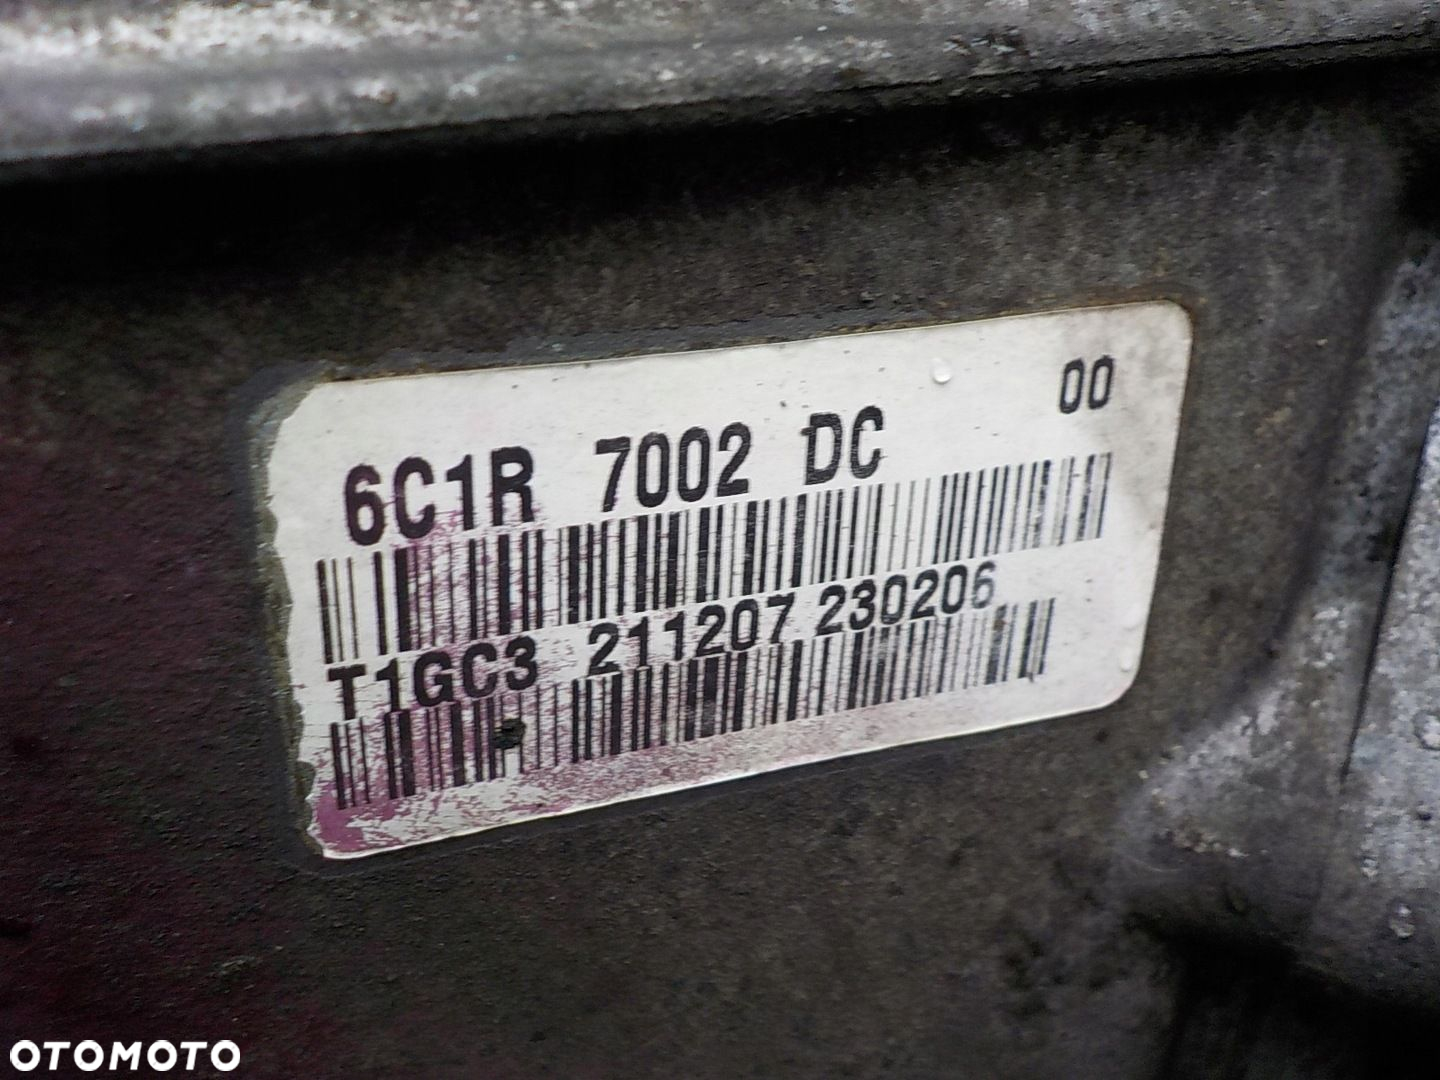 00
6C1R 7002 DC
T1GC3 211207 230206
OTOMOTO